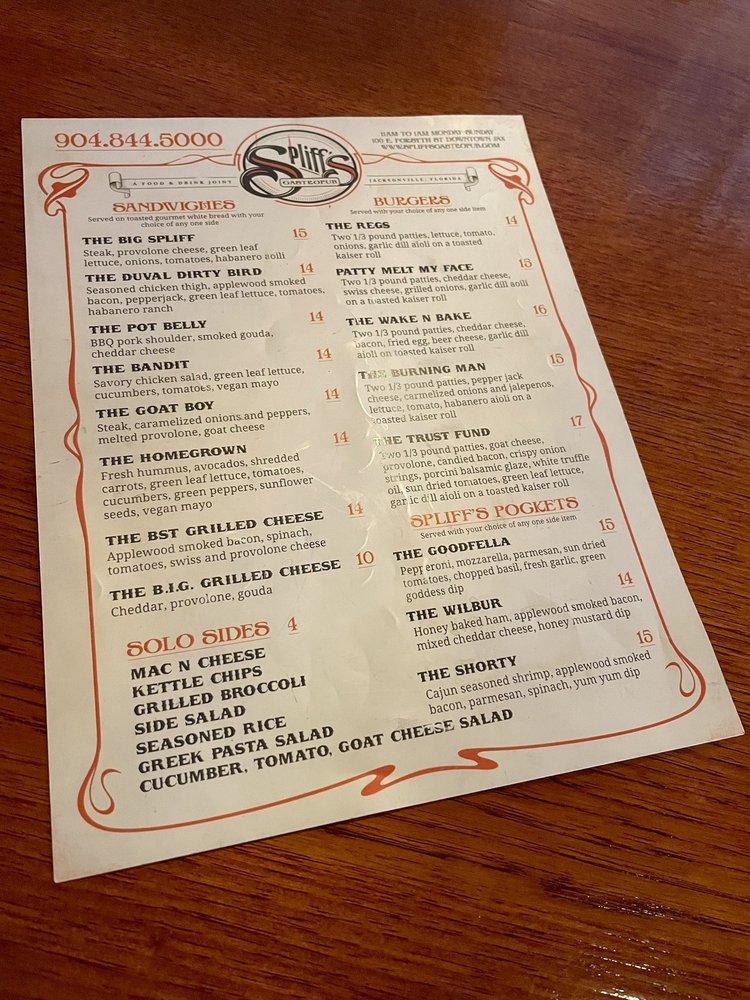 904.844.5000
Spliff's
GASTROPUB
11AM TO 1AM MONDAY-SUNDAY
100 E. FORSYTH ST DOWNTOWN JAX
WWW.SPLIFFSGASTROPUB.COM
A FOOD & DRINK JOINT
JACKSONVILLE, FLORIDA
SANDWICHES
Served on toasted gourmet white bread with your
choice of any one side
THE BIG SPLIFF 15
Steak, provolone cheese, green leaf
lettuce, onions, tomatoes, habanero aoili
THE DUVAL DIRTY BIRD 14
Seasoned chicken thigh, applewood smoked
bacon, pepperjack, green leaf lettuce, tomatoes,
habanero ranch
THE POT BELLY 14
BBQ pork shoulder, smoked gouda,
cheddar cheese
THE BANDIT 14
Savory chicken salad, green leaf lettuce,
cucumbers, tomatoes, vegan mayo
THE GOAT BOY 14
Steak, caramelized onions and peppers,
melted provolone, goat cheese
THE HOMEGROWN 14
Fresh hummus, avocados, shredded
carrots, green leaf lettuce, tomatoes,
cucumbers, green peppers, sunflower
seeds, vegan mayo
THE BST GRILLED CHEESE 14
Applewood smoked bacon, spinach,
tomatoes, swiss and provolone cheese
THE B.I.G. GRILLED CHEESE 10
Cheddar, provolone, gouda
SOLO SIDES 4
MAC N CHEESE
KETTLE CHIPS
GRILLED BROCCOLI
SIDE SALAD
SEASONED RICE
GREEK PASTA SALAD
CUCUMBER, TOMATO, GOAT CHEESE SALAD
BURGERS
Served with your choice of any one side item
THE REGS 14
Two 1/3 pound patties, lettuce, tomato,
onions, garlic dill aioli on a toasted
kaiser roll
PATTY MELT MY FACE 15
Two 1/3 pound patties, cheddar cheese,
swiss cheese, grilled onions, garlic dill aoili
on a toasted kaiser roll
THE WAKE N BAKE 16
Two 1/3 pound patties, cheddar cheese,
bacon, fried egg, beer cheese, garlic dill
aioli on toasted kaiser roll
THE BURNING MAN 15
Two 1/3 pound patties, pepper jack
cheese, carmelized onions and jalepenos,
lettuce, tomato, habanero aioli on a
toasted kaiser roll
THE TRUST FUND 17
Two 1/3 pound patties, goat cheese,
provolone, candied bacon, crispy onion
strings, porcini balsamic glaze, white truffle
oil, sun dried tomatoes, green leaf lettuce,
garlic dill aioli on a toasted kaiser roll
SPLIFF'S POCKETS
Served with your choice of any one side item
THE GOODFELLA 15
Pepperoni, mozzarella, parmesan, sun dried
tomatoes, chopped basil, fresh garlic, green
goddess dip
THE WILBUR 14
Honey baked ham, applewood smoked bacon,
mixed cheddar cheese, honey mustard dip
THE SHORTY 15
Cajun seasoned shrimp, applewood smoked
bacon, parmesan, spinach, yum yum dip